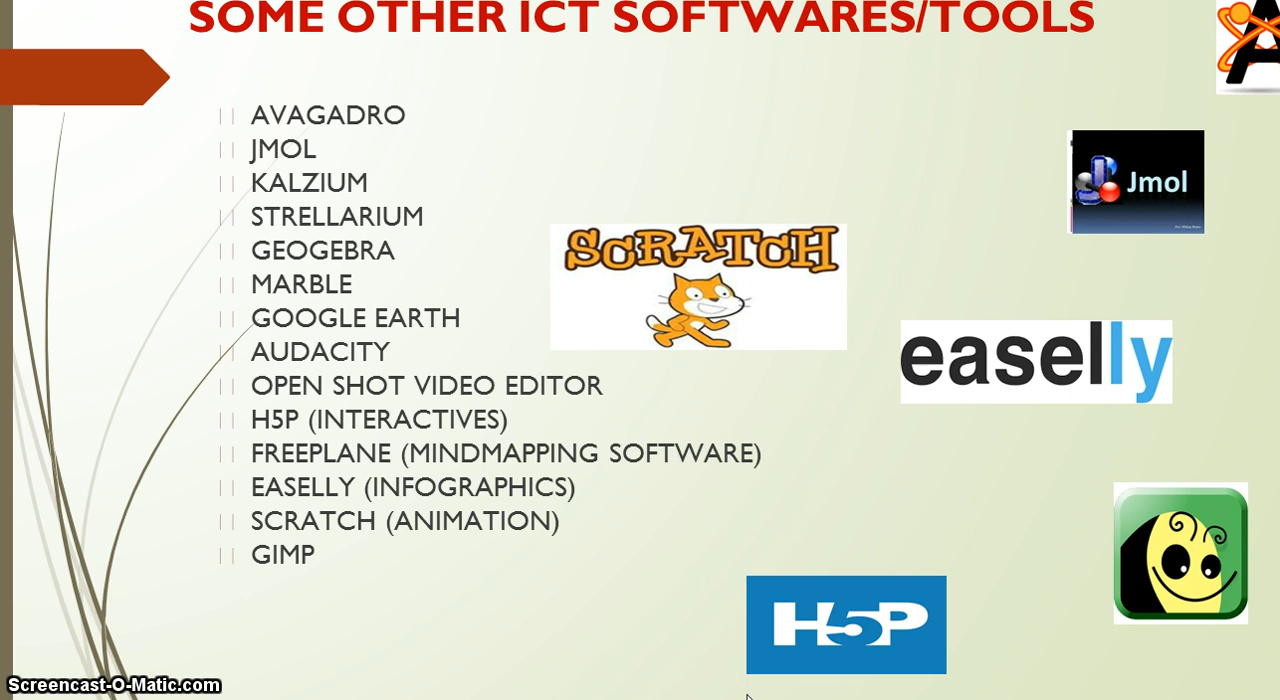 SOME OTHER ICT SOFTWARES/TOOLS
AVAGADRO
JMOL
KALZIUM
STRELLARIUM
GEOGEBRA
MARBLE
GOOGLE EARTH
AUDACITY
OPEN SHOT VIDEO EDITOR
H5P (INTERACTIVES)
FREEPLANE (MINDMAPPING SOFTWARE)
EASELLY (INFOGRAPHICS)
SCRATCH (ANIMATION)
GIMP
A
Jmol
SCRATCH
easelly
H5P
Screencast-O-Matic.com